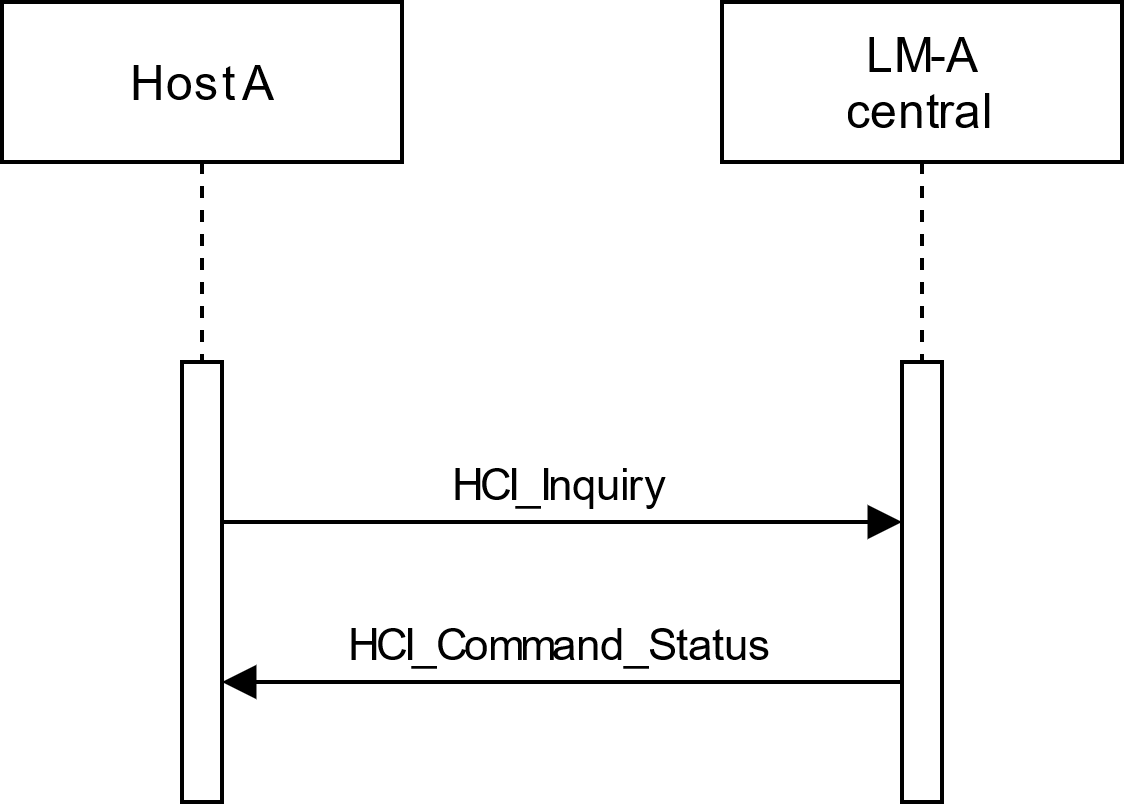 Host A
LM-A
central
HCI_Inquiry
HCI_Command_Status